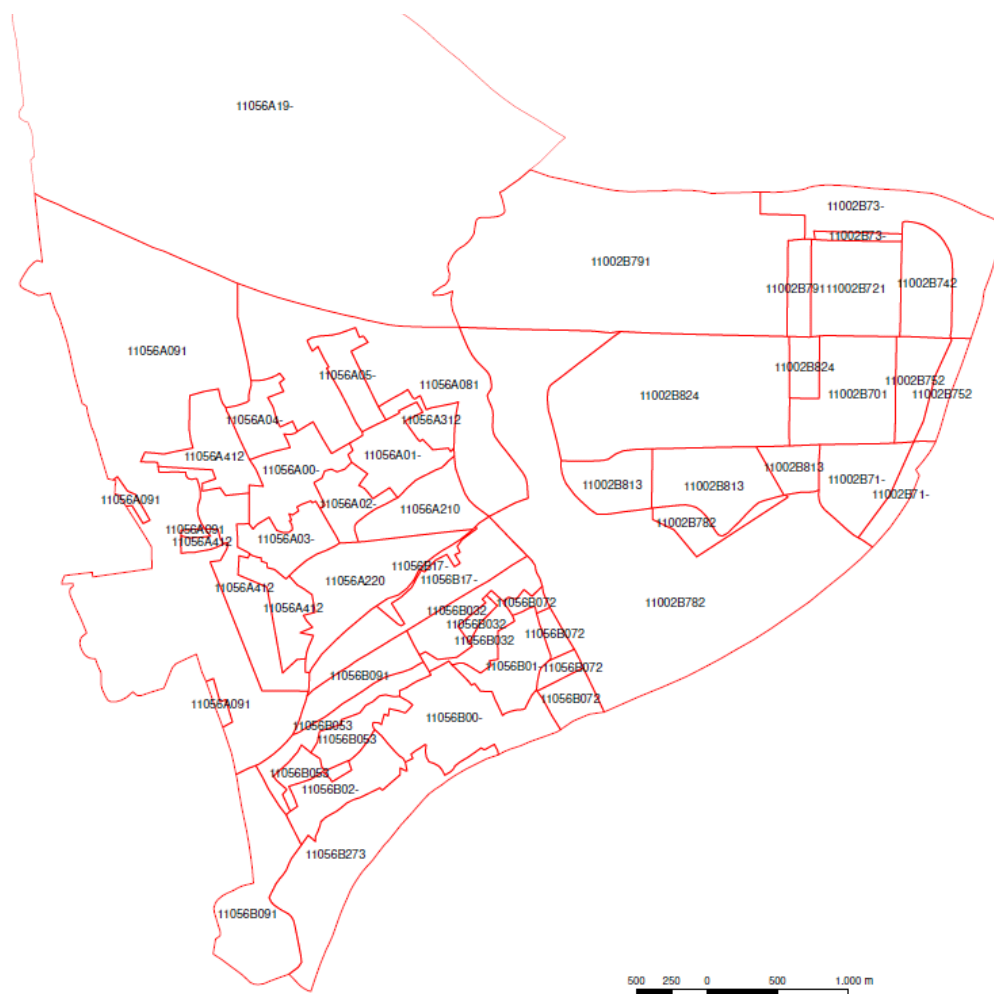 11056A19-
11002B73-
11002B73-
11002B791
11002B791
11002B721
11002B742
11056A091
11056A05-
11056A081
11002B824
11002B824
11002B701
11002B752
11002B752
11056A04-
11056A312
11056A412
11056A00-
11056A01-
11002B813
11002B813
11002B813
11002B71-
11002B71-
11056A091
11056A02-
11056A210
11002B782
11056A091
11056A412
11056A03-
11056B17-
11056B17-
11056A220
11056A412
11056A412
11002B782
11056B072
11056B032
11056B032
11056B032
11056B072
11056B01-
11056B072
11056B091
11056B072
11056A091
11056B00-
11056B053
11056B053
11056B053
11056B02-
11056B273
11056B091
500 250 0 500 1.000 m